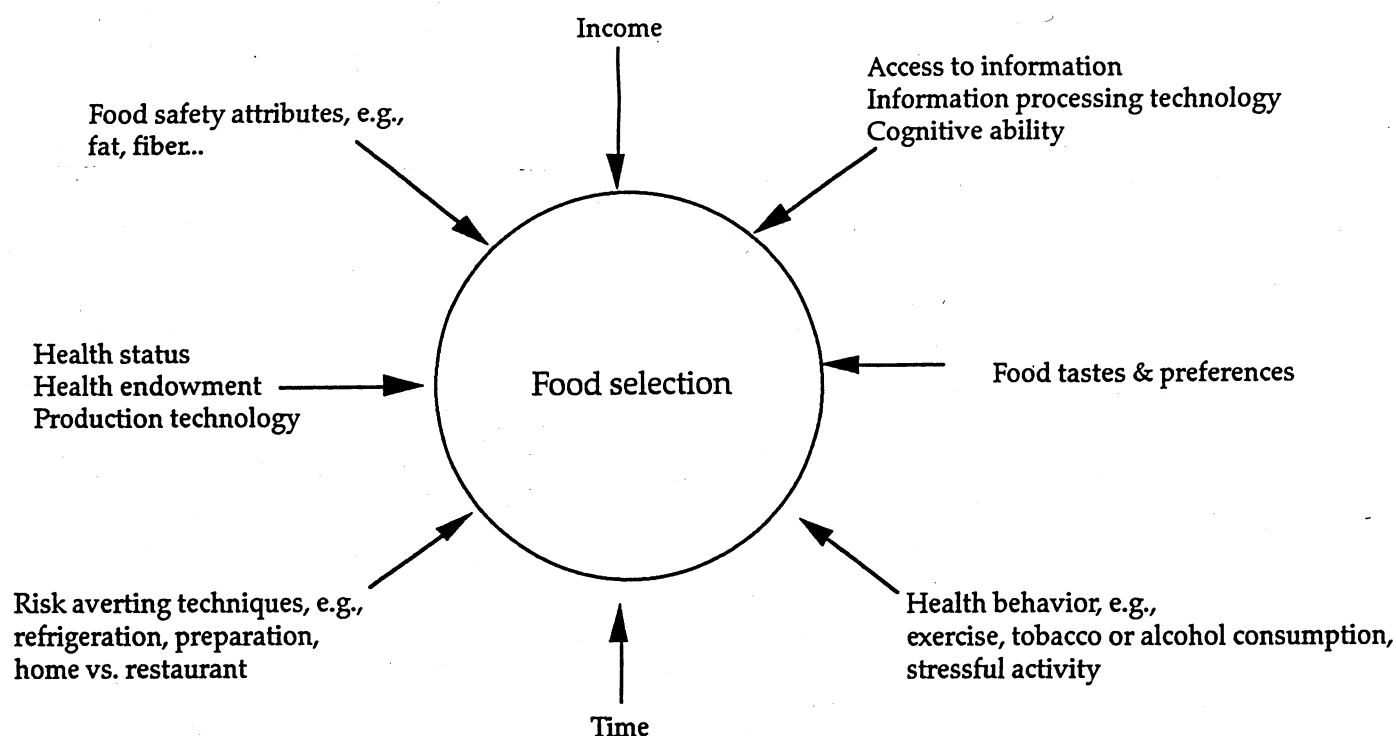 Income
Access to information
Information processing technology
Cognitive ability
Food safety attributes, e.g.,
fat, fiber...
Health status
Health endowment
Production technology
Food selection
Food tastes & preferences
Risk averting techniques, e.g.,
refrigeration, preparation,
home vs. restaurant
Health behavior, e.g.,
exercise, tobacco or alcohol consumption,
stressful activity
Time